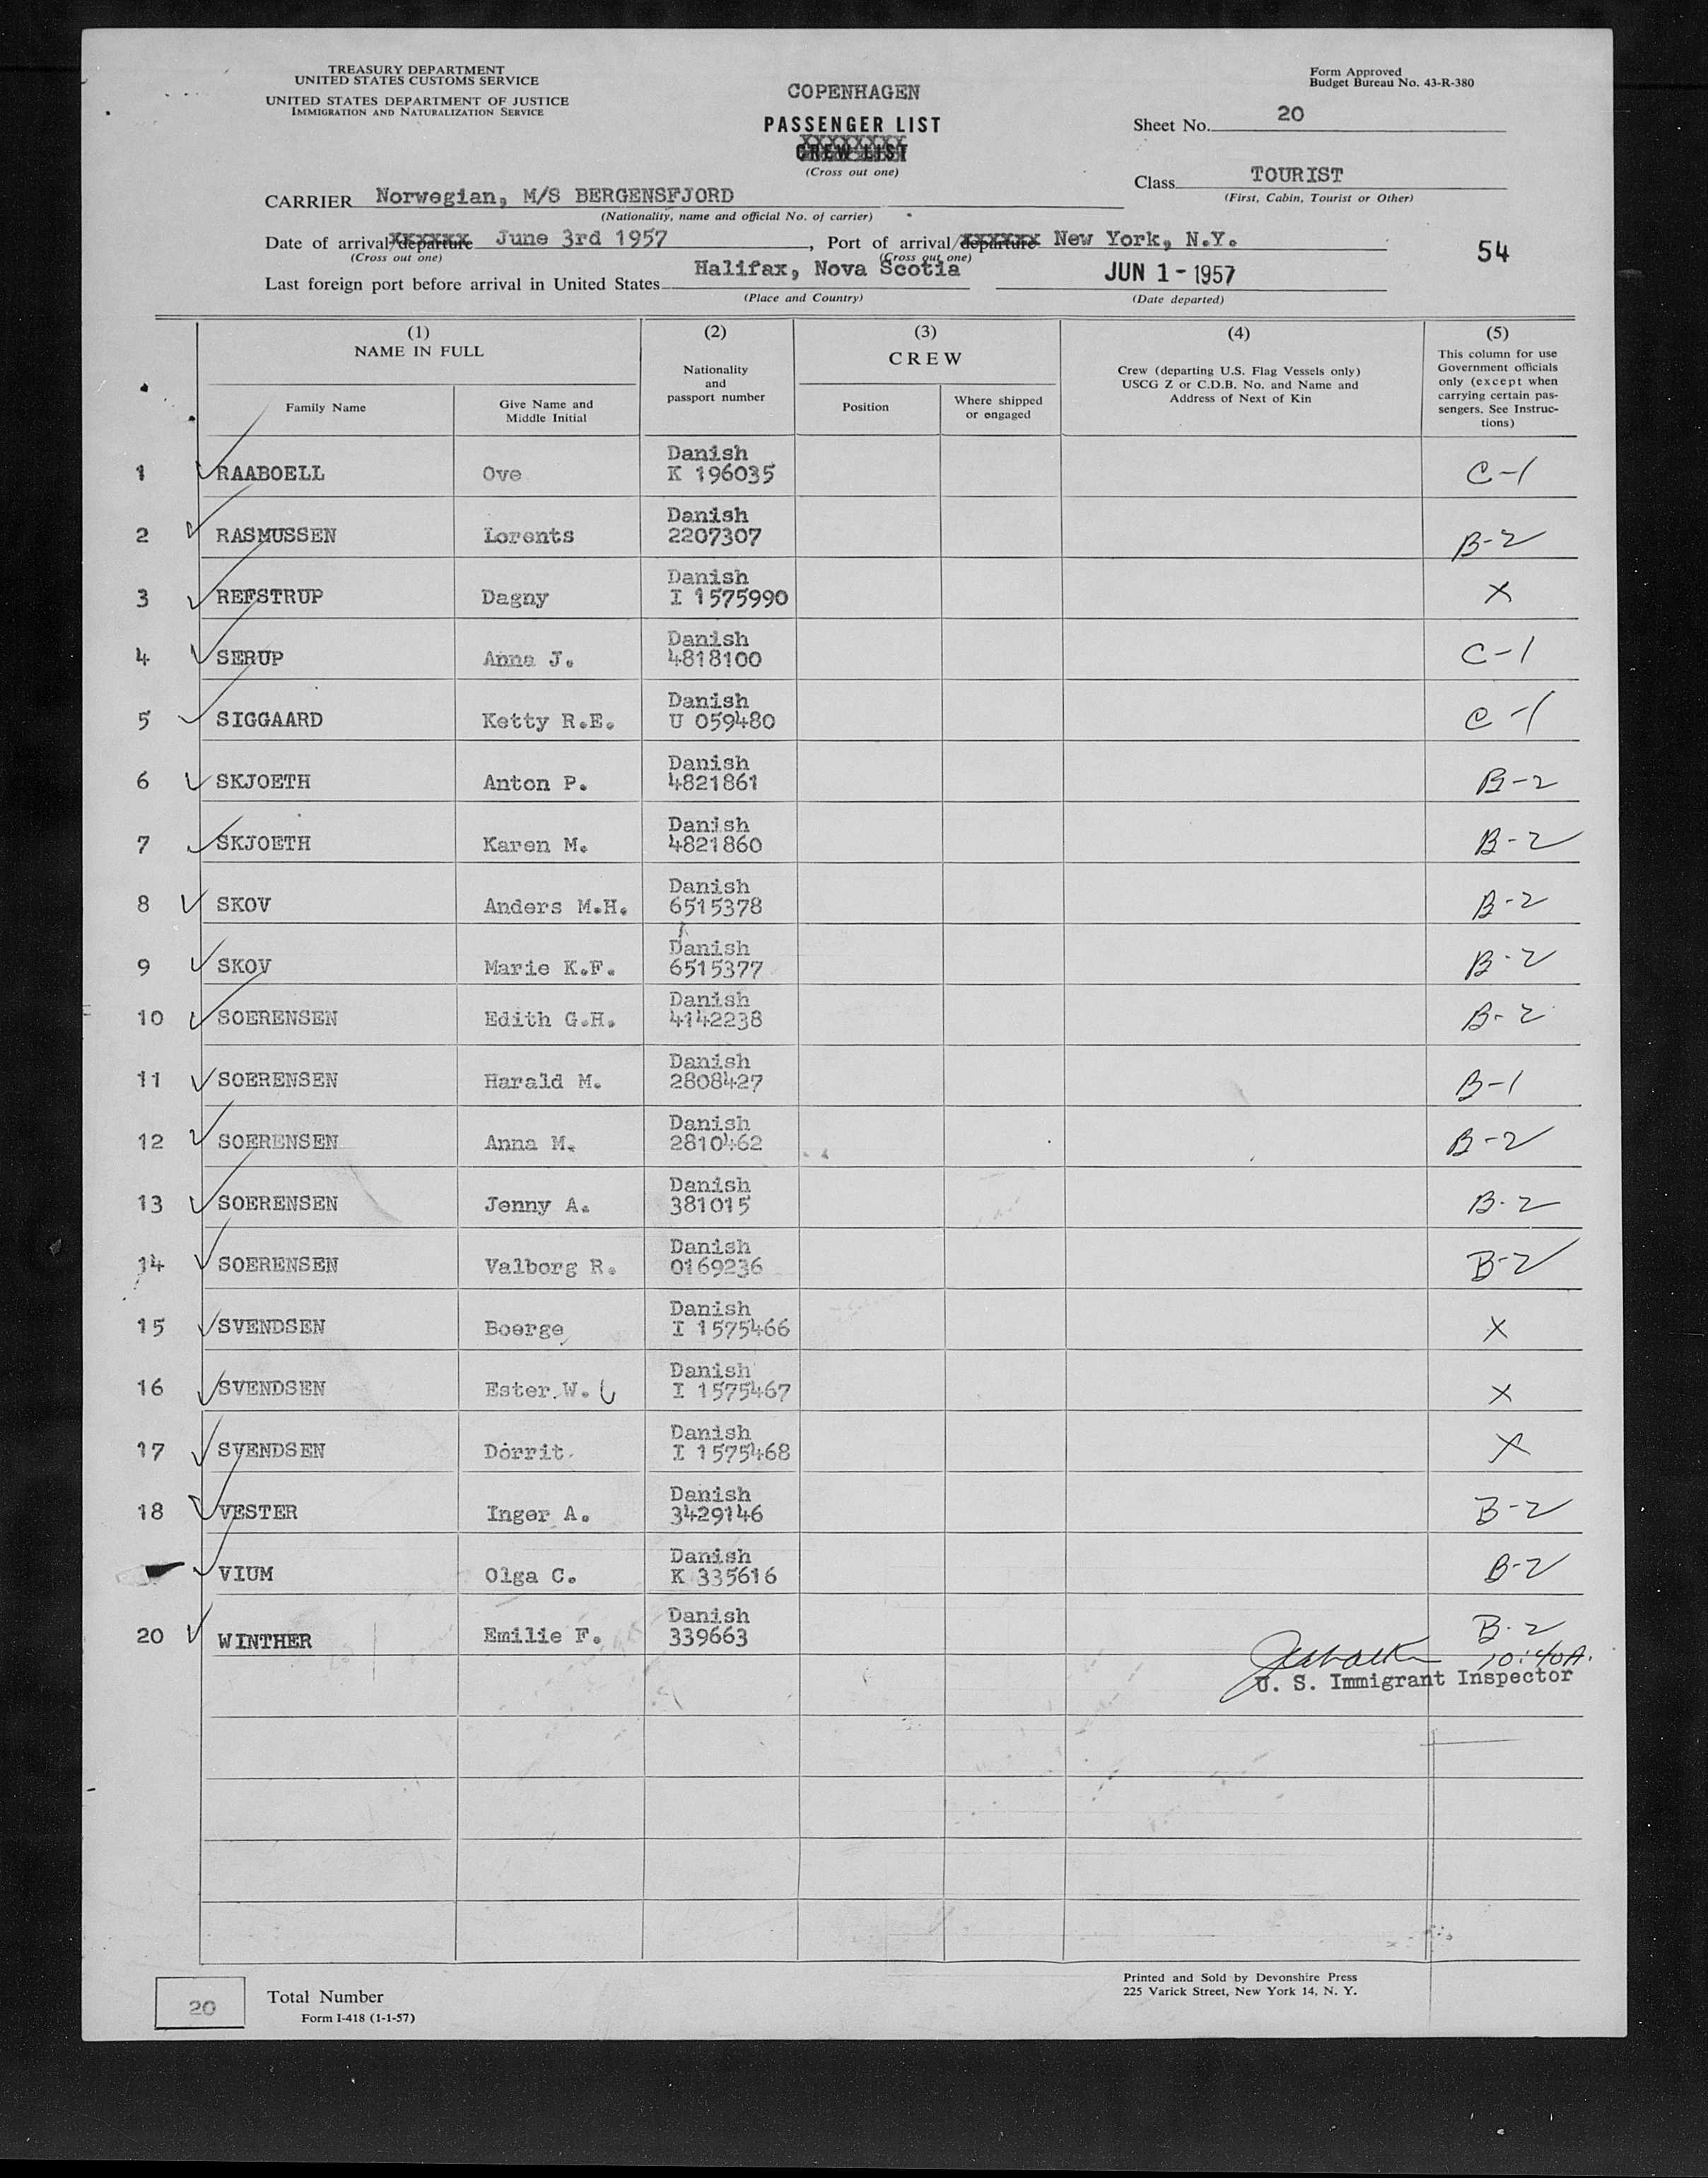 TREASURY DEPARTMENT
UNITED STATES CUSTOMS SERVICE
UNITED STATES DEPARTMENT OF JUSTICE
IMMIGRATION AND NATURALIZATION SERVICE
COPENHAGEN
PASSENGER LIST
CREW LIST
(Cross out one)
Form Approved
Budget Bureau No. 43-R-380
Sheet No. 20
Class TOURIST
(First, Cabin, Tourist or Other)
CARRIER Norwegian, M/S BERGENSFJORD
(Nationality, name and official No. of carrier)
Date of arrival/departure June 3rd 1957, Port of arrival/departure New York, N.Y.
(Cross out one) (Cross out one)
54
Last foreign port before arrival in United States Halifax, Nova Scotia JUN 1-1957
(Place and Country) (Date departed)
(1) (2) (3) (4) (5)
NAME IN FULL
Family Name
Give Name and
Middle Initial
Nationality
and
passport number
CREW
Position
Where shipped
or engaged
Crew (departing U.S. Flag Vessels only)
USCG Z or C.D.B. No. and Name and
Address of Next of Kin
This column for use
Government officials
only (except when
carrying certain pas-
sengers. See Instruc-
tions)
Danish
1 RAABOELL Ove K 196035 C-1
Danish
2 RASMUSSEN Lorents 2207307 B-2
Danish
3 REFSTRUP Dagny I 1575990 X
Danish
4 SERUP Anna J. 4818100 C-1
Danish
5 SIGGAARD Ketty R.E. U 059480 C-1
Danish
6 SKJOETH Anton P. 4821861 B-2
Danish
7 SKJOETH Karen M. 4821860 B-2
Danish
8 SKOV Anders M.H. 6515378 B-2
Danish
9 SKOV Marie K.F. 6515377 B-2
Danish
10 SOERENSEN Edith G.H. 4142238 B-2
Danish
11 SOERENSEN Harald M. 2808427 B-1
Danish
12 SOERENSEN Anna M. 2810462 B-2
Danish
13 SOERENSEN Jenny A. 381015 B-2
Danish
14 SOERENSEN Valborg R. 0169236 B-2
Danish
15 SVENDSEN Boerge I 1575466 X
Danish
16 SVENDSEN Ester W. I 1575467 X
Danish
17 SVENDSEN Dorrit I 1575468 X
Danish
18 VESTER Inger A. 3429146 B-2
Danish
VIUM Olga C. K 335616 B-2
Danish
20 WINTHER Emilie F. 339663 B-2
10:40A.
U. S. Immigrant Inspector
20
Total Number
Form I-418 (1-1-57)
Printed and Sold by Devonshire Press
225 Varick Street, New York 14, N. Y.